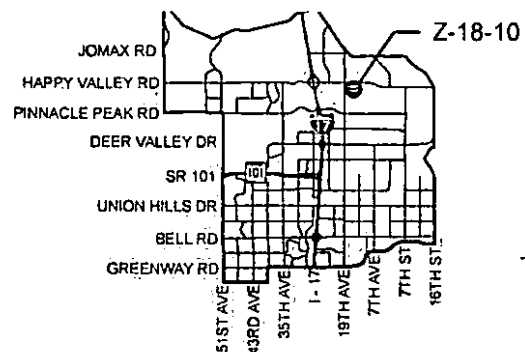 Z-18-10
JOMAX RD
HAPPY VALLEY RD
PINNACLE PEAK RD
DEER VALLEY DR
SR 101
101
UNION HILLS DR
BELL RD
GREENWAY RD
51ST AVE
43RD AVE
35TH AVE
I-17
19TH AVE
7TH AVE
7TH ST
16TH ST